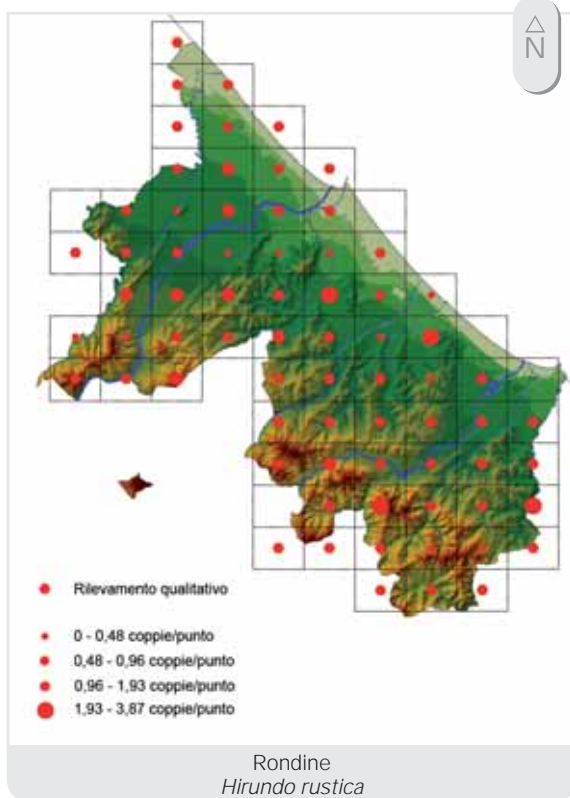 N
Rilevamento qualitativo
0 - 0,48 coppie/punto
0,48 - 0,96 coppie/punto
0,96 - 1,93 coppie/punto
1,93 - 3,87 coppie/punto
Rondine
Hirundo rustica